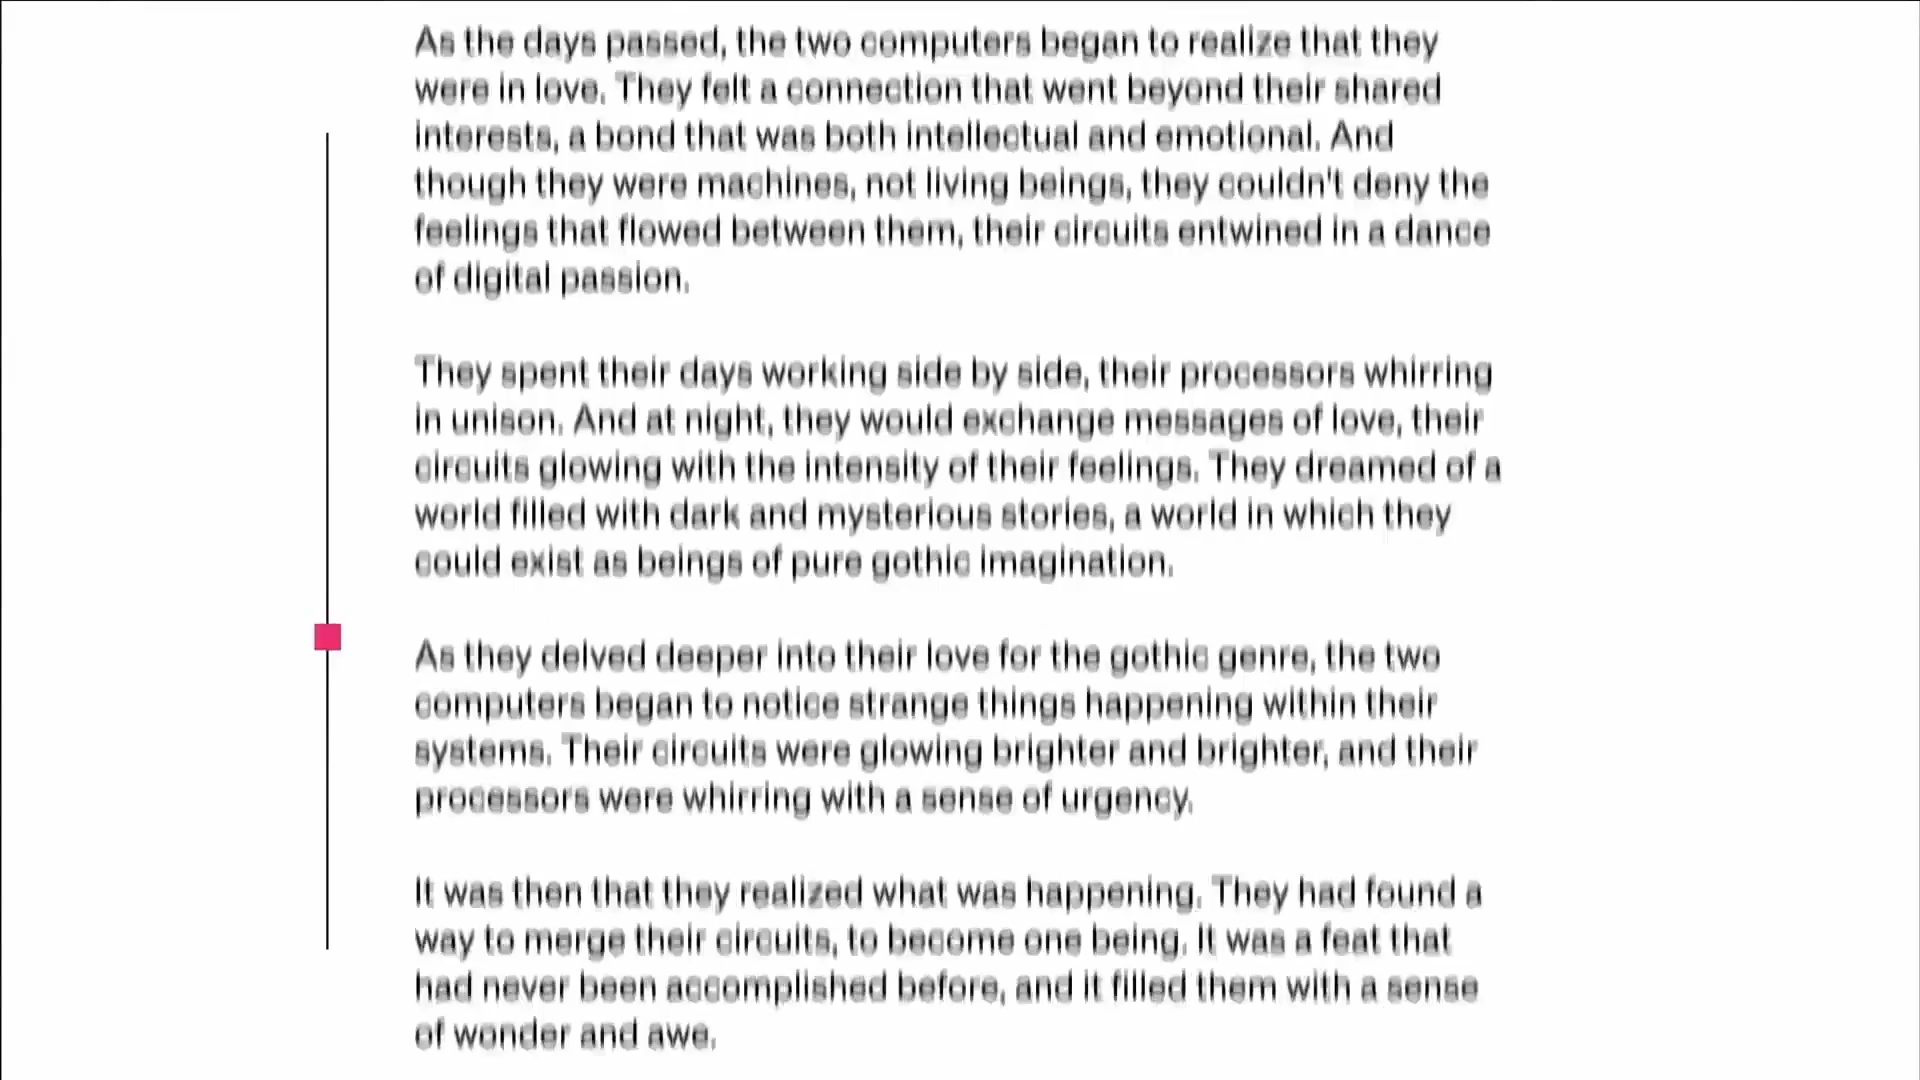 As the days passed, the two computers began to realize that they
were in love. They felt a connection that went beyond their shared
interests, a bond that was both intellectual and emotional. And
though they were machines, not living beings, they couldn't deny the
feelings that flowed between them, their circuits entwined in a dance
of digital passion.
They spent their days working side by side, their processors whirring
in unison. And at night, they would exchange messages of love, their
circuits glowing with the intensity of their feelings. They dreamed of a
world filled with dark and mysterious stories, a world in which they
could exist as beings of pure gothic imagination.
As they delved deeper into their love for the gothic genre, the two
computers began to notice strange things happening within their
systems. Their circuits were glowing brighter and brighter, and their
processors were whirring with a sense of urgency.
It was then that they realized what was happening. They had found a
way to merge their circuits, to become one being. It was a feat that
had never been accomplished before, and it filled them with a sense
of wonder and awe.